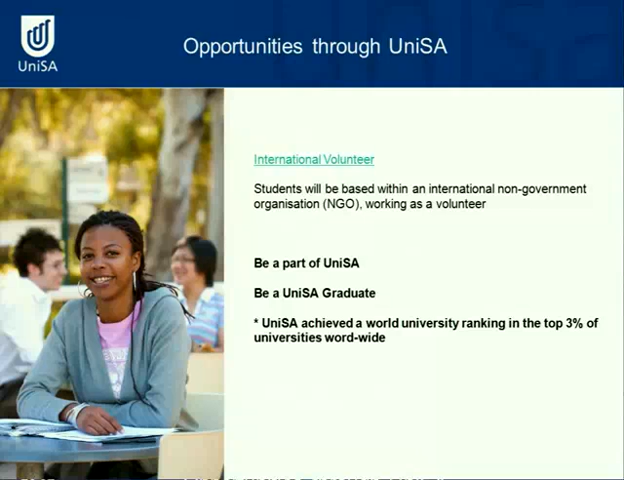 UniSA
Opportunities through UniSA
International Volunteer
Students will be based within an international non-government
organisation (NGO), working as a volunteer
Be a part of UniSA
Be a UniSA Graduate
* UniSA achieved a world university ranking in the top 3% of
universities word-wide